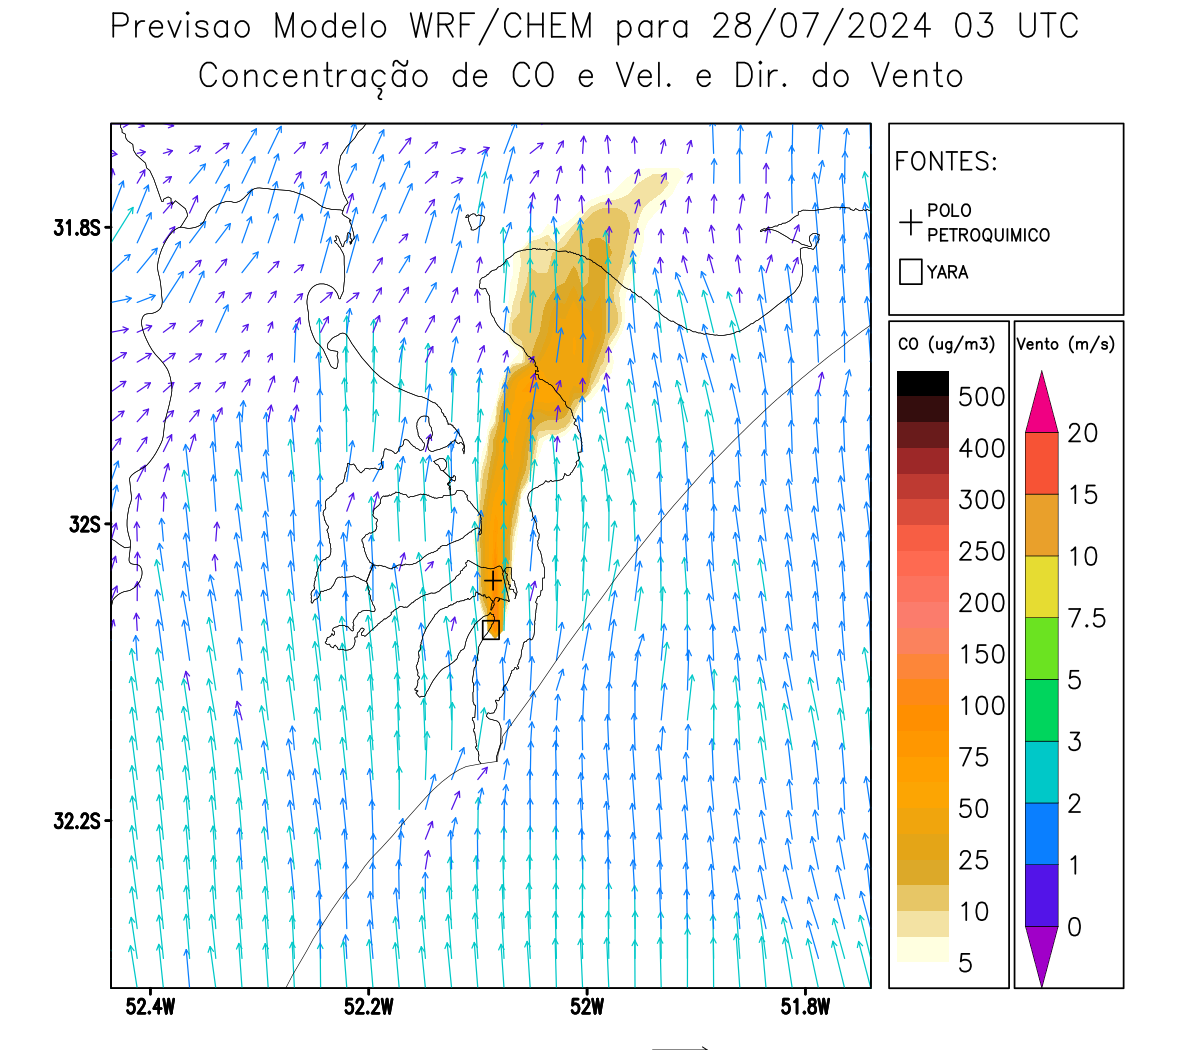 Previsao Modelo WRF/CHEM para 28/07/2024 03 UTC
Concentração de CO e Vel. e Dir. do Vento
FONTES:
POLO
PETROQUIMICO
YARA
31.8S
32S
32.2S
52.4W
52.2W
52W
51.8W
CO (ug/m3)
500
400
300
250
200
150
100
75
50
25
10
5
Vento (m/s)
20
15
10
7.5
5
3
2
1
0